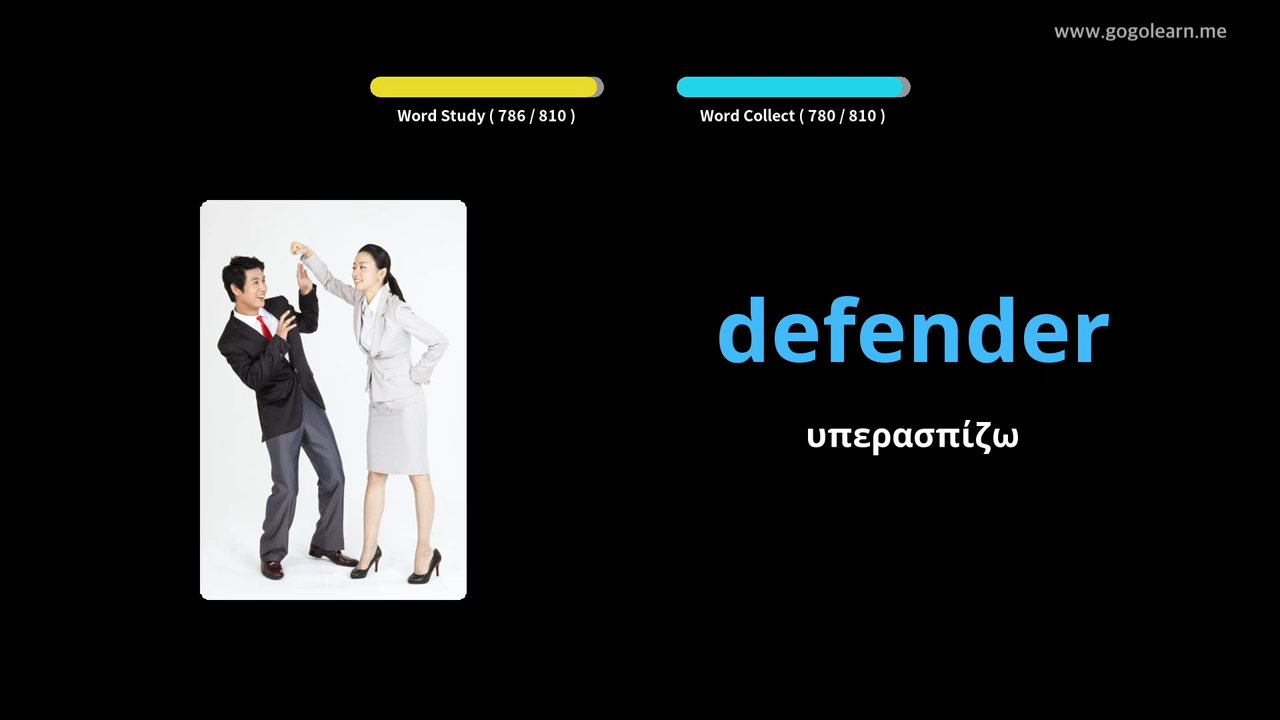 www.gogolearn.me
Word Study ( 786 / 810 )
Word Collect ( 780 / 810 )
defender
υπερασπίζω